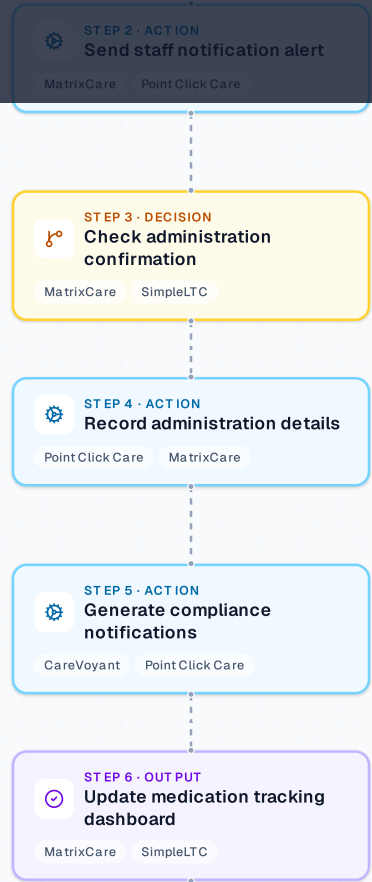 STEP 2 · ACTION
Send staff notification alert
MatrixCare Point Click Care
STEP 3 · DECISION
Check administration
confirmation
MatrixCare SimpleLTC
STEP 4 · ACTION
Record administration details
Point Click Care MatrixCare
STEP 5 · ACTION
Generate compliance
notifications
CareVoyant Point Click Care
STEP 6 · OUTPUT
Update medication tracking
dashboard
MatrixCare SimpleLTC